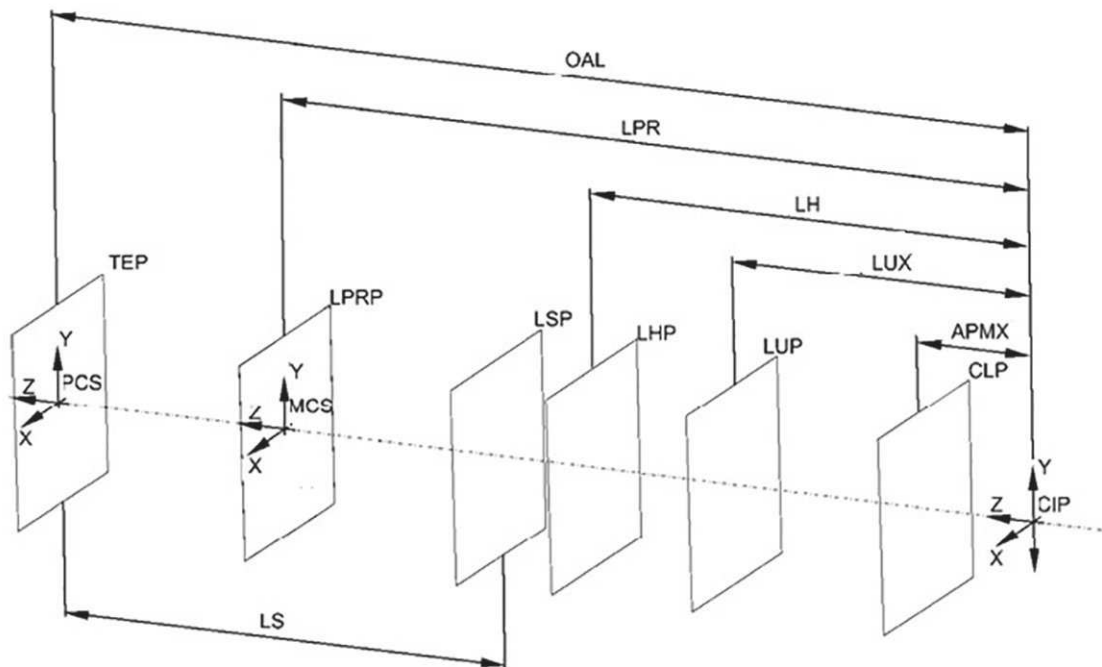 OAL
LPR
LH
LUX
APMX
TEP
LPRP
LSP
LHP
LUP
CLP
Y
Z
PCS
X
Y
Z
MCS
X
Y
Z
CIP
X
LS